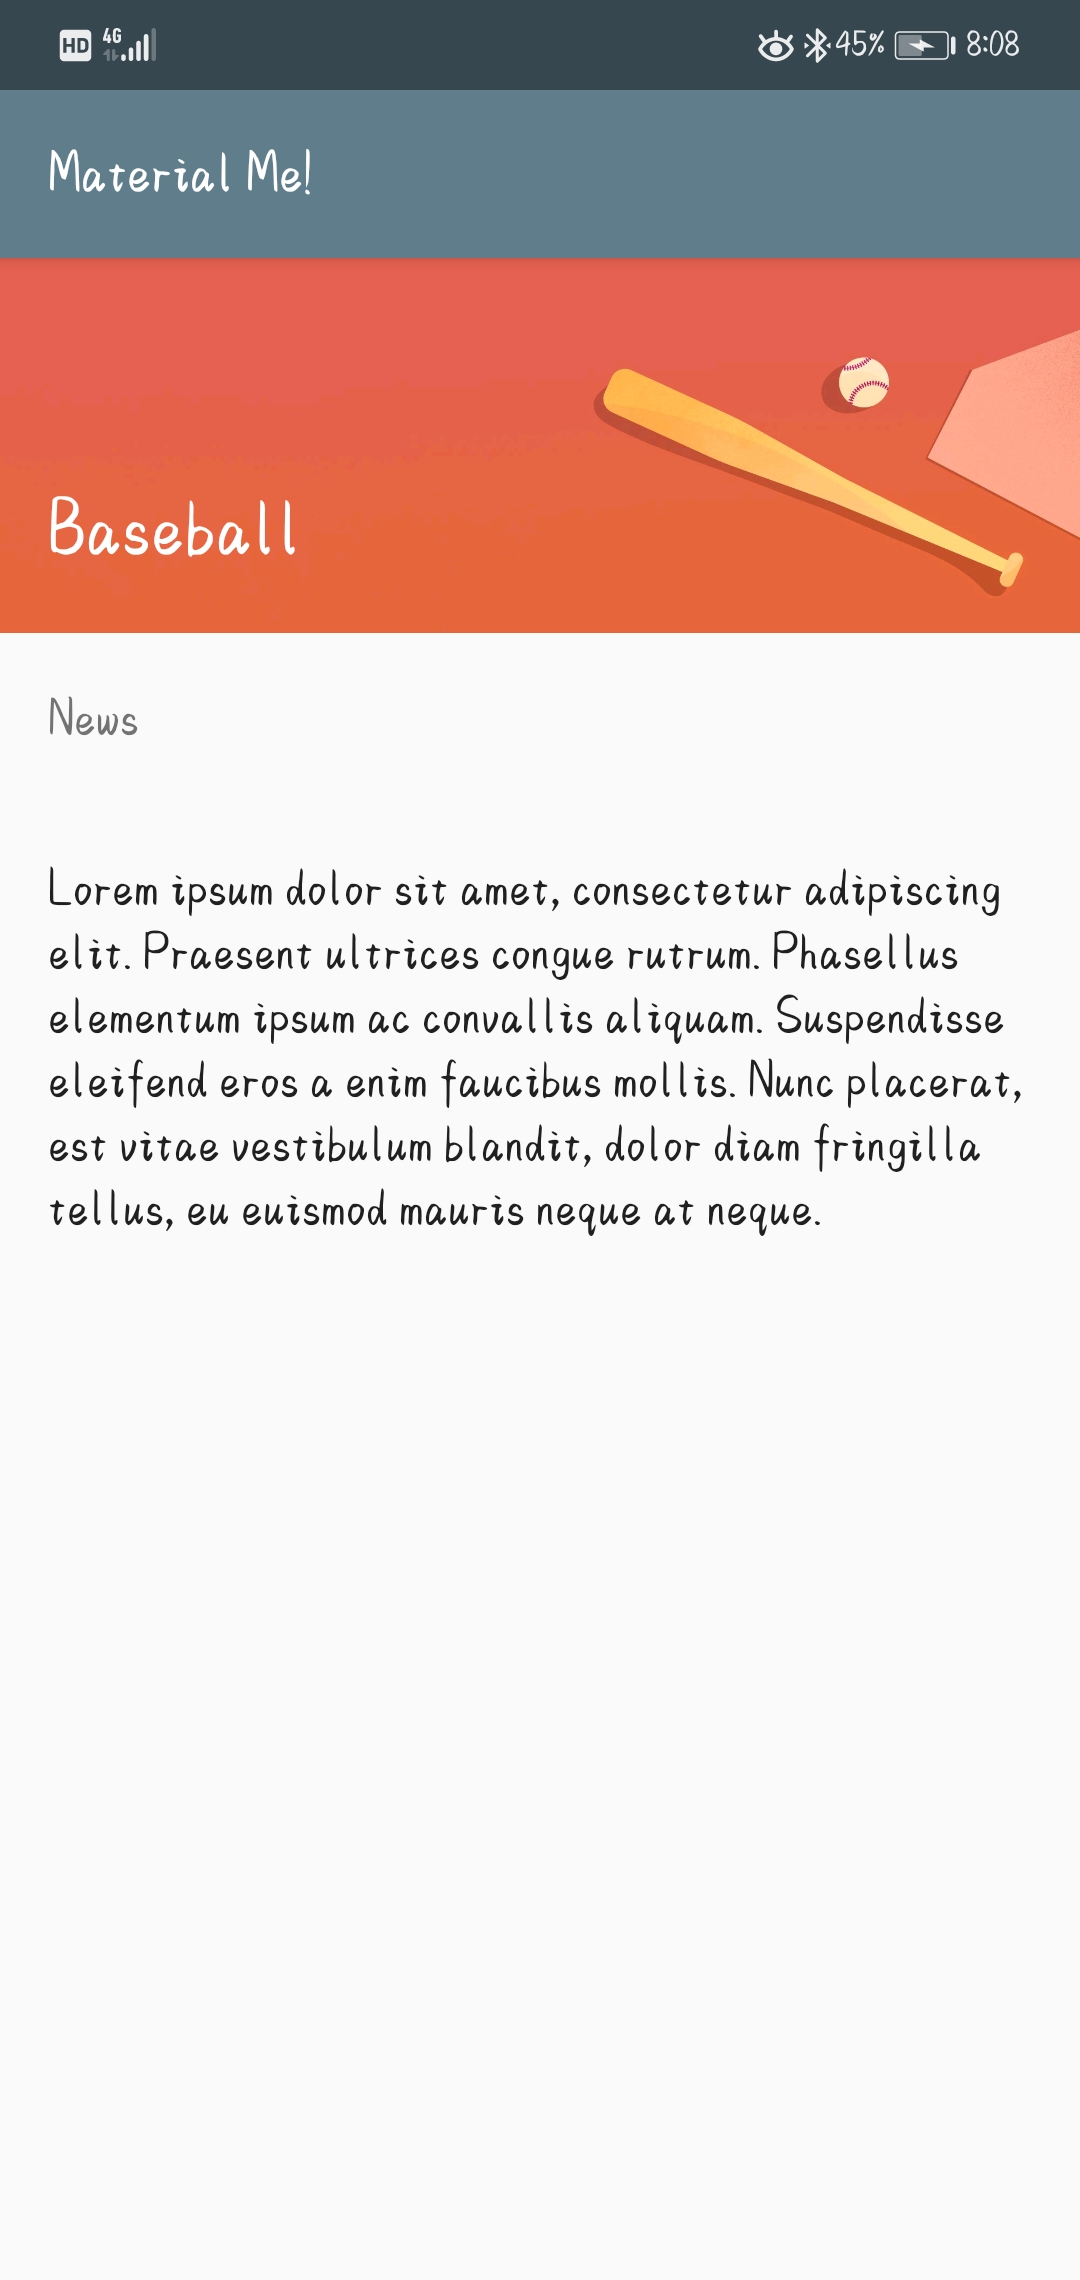 HD 4G 45% 8:08
Material Me!
Baseball
News
Lorem ipsum dolor sit amet, consectetur adipiscing
elit. Praesent ultrices congue rutrum. Phasellus
elementum ipsum ac convallis aliquam. Suspendisse
eleifend eros a enim faucibus mollis. Nunc placerat,
est vitae vestibulum blandit, dolor diam fringilla
tellus, eu euismod mauris neque at neque.